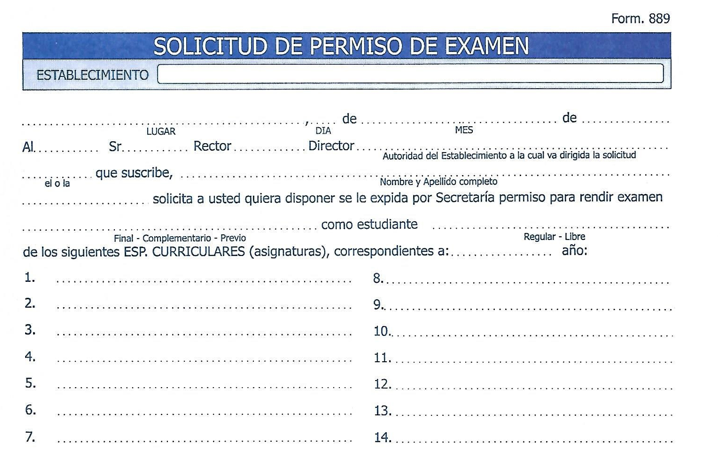 Form. 889
SOLICITUD DE PERMISO DE EXAMEN
ESTABLECIMIENTO
, de de
LUGAR DIA MES
Al Sr Rector Director
Autoridad del Establecimiento a la cual va dirigida la solicitud
que suscribe,
el o la Nombre y Apellido completo
solicita a usted quiera disponer se le expida por Secretaría permiso para rendir examen
como estudiante
Final - Complementario - Previo Regular - Libre
de los siguientes ESP. CURRICULARES (asignaturas), correspondientes a: año:
1. 8.
2. 9.
3. 10.
4. 11.
5. 12.
6. 13.
7. 14.